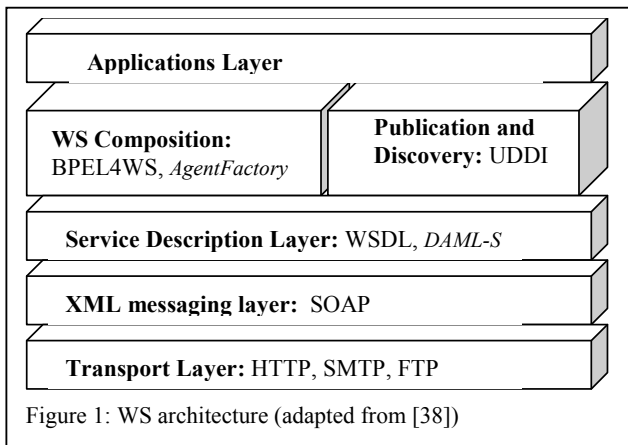 Applications Layer
WS Composition:
BPEL4WS, AgentFactory
Publication and
Discovery: UDDI
Service Description Layer: WSDL, DAML-S
XML messaging layer: SOAP
Transport Layer: HTTP, SMTP, FTP
Figure 1: WS architecture (adapted from [38])